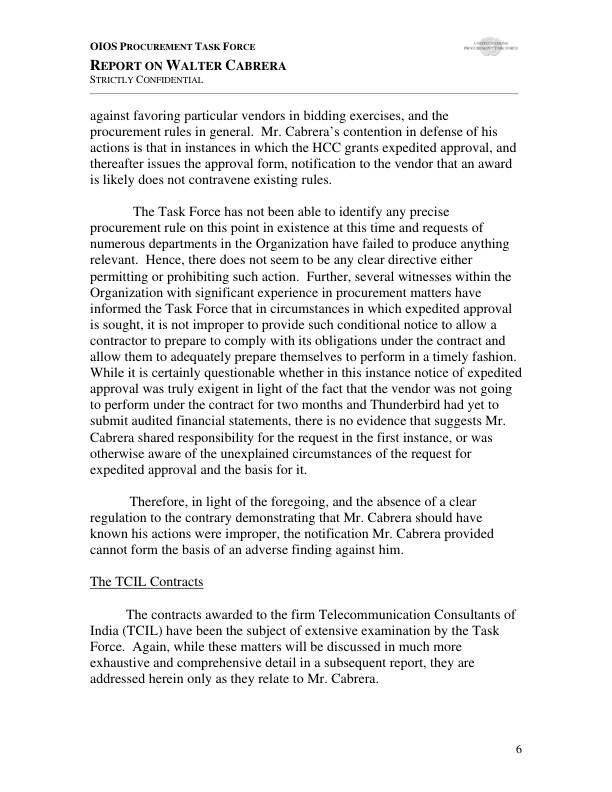 OIOS PROCUREMENT TASK FORCE
UNITED NATIONS
PROCUREMENT TASK FORCE
REPORT ON WALTER CABRERA
STRICTLY CONFIDENTIAL
against favoring particular vendors in bidding exercises, and the
procurement rules in general.  Mr. Cabrera's contention in defense of his
actions is that in instances in which the HCC grants expedited approval, and
thereafter issues the approval form, notification to the vendor that an award
is likely does not contravene existing rules.
The Task Force has not been able to identify any precise
procurement rule on this point in existence at this time and requests of
numerous departments in the Organization have failed to produce anything
relevant.  Hence, there does not seem to be any clear directive either
permitting or prohibiting such action.  Further, several witnesses within the
Organization with significant experience in procurement matters have
informed the Task Force that in circumstances in which expedited approval
is sought, it is not improper to provide such conditional notice to allow a
contractor to prepare to comply with its obligations under the contract and
allow them to adequately prepare themselves to perform in a timely fashion.
While it is certainly questionable whether in this instance notice of expedited
approval was truly exigent in light of the fact that the vendor was not going
to perform under the contract for two months and Thunderbird had yet to
submit audited financial statements, there is no evidence that suggests Mr.
Cabrera shared responsibility for the request in the first instance, or was
otherwise aware of the unexplained circumstances of the request for
expedited approval and the basis for it.
Therefore, in light of the foregoing, and the absence of a clear
regulation to the contrary demonstrating that Mr. Cabrera should have
known his actions were improper, the notification Mr. Cabrera provided
cannot form the basis of an adverse finding against him.
The TCIL Contracts
The contracts awarded to the firm Telecommunication Consultants of
India (TCIL) have been the subject of extensive examination by the Task
Force.  Again, while these matters will be discussed in much more
exhaustive and comprehensive detail in a subsequent report, they are
addressed herein only as they relate to Mr. Cabrera.
6